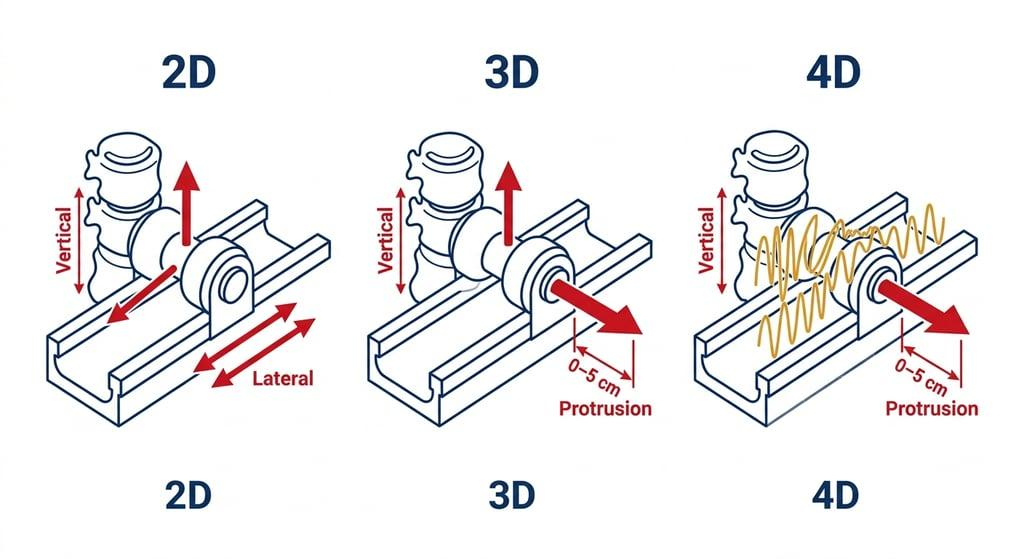 2D
3D
4D
Vertical
Lateral
Vertical
0–5 cm
Protrusion
Vertical
0–5 cm
Protrusion
2D
3D
4D